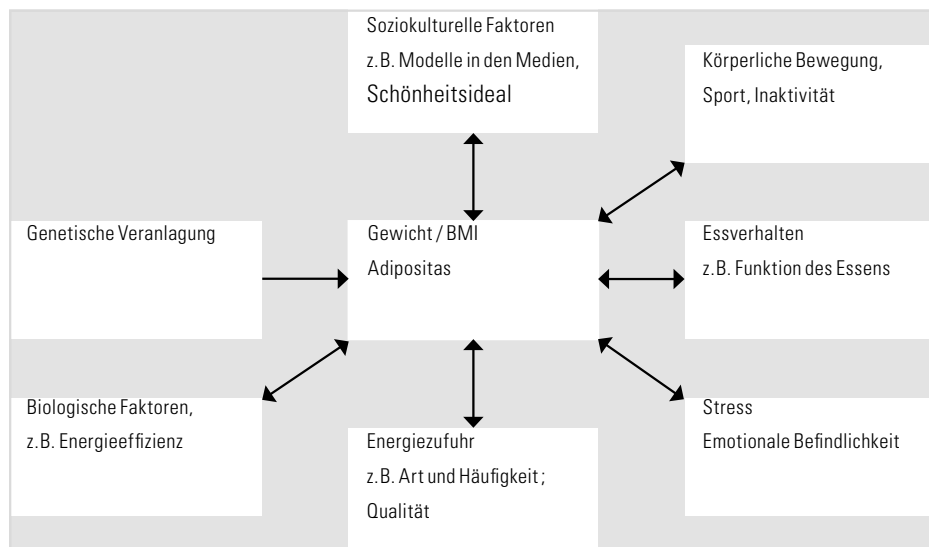 Soziokulturelle Faktoren
z.B. Modelle in den Medien,
Schönheitsideal
Körperliche Bewegung,
Sport, Inaktivität
Genetische Veranlagung
Gewicht / BMI
Adipositas
Essverhalten
z.B. Funktion des Essens
Biologische Faktoren,
z.B. Energieeffizienz
Energiezufuhr
z.B. Art und Häufigkeit ;
Qualität
Stress
Emotionale Befindlichkeit